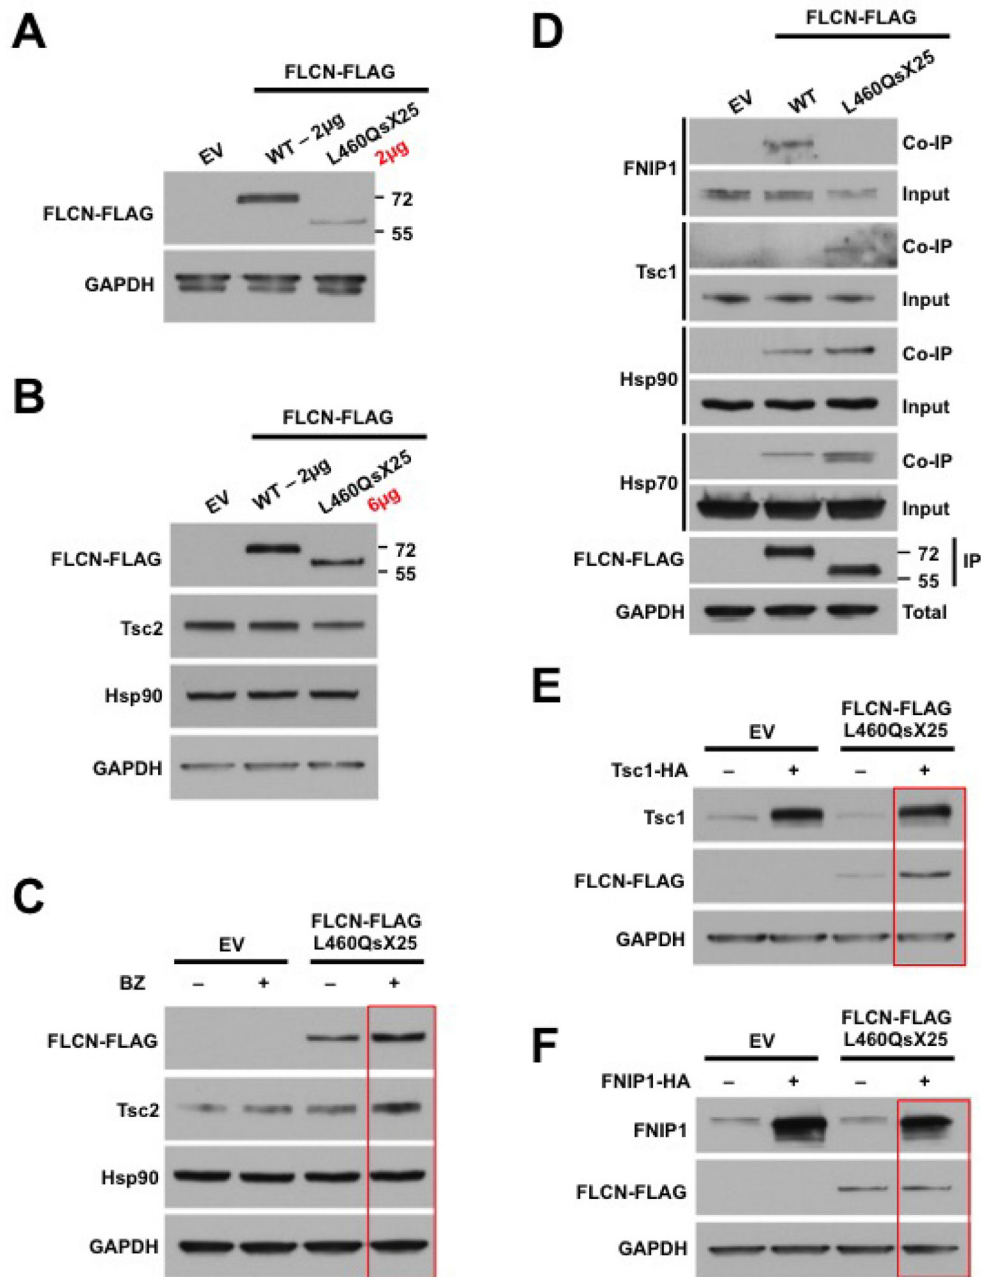 A
FLCN-FLAG
EV
WT – 2µg
L460QsX25
2µg
FLCN-FLAG
72
55
GAPDH
B
FLCN-FLAG
EV
WT – 2µg
L460QsX25
6µg
FLCN-FLAG
72
55
Tsc2
Hsp90
GAPDH
C
EV
FLCN-FLAG
L460QsX25
BZ – + – +
FLCN-FLAG
Tsc2
Hsp90
GAPDH
D
FLCN-FLAG
EV
WT
L460QsX25
FNIP1
Co-IP
Input
Tsc1
Co-IP
Input
Hsp90
Co-IP
Input
Hsp70
Co-IP
Input
FLCN-FLAG
72
55
IP
GAPDH
Total
E
EV
FLCN-FLAG
L460QsX25
Tsc1-HA – + – +
Tsc1
FLCN-FLAG
GAPDH
F
EV
FLCN-FLAG
L460QsX25
FNIP1-HA – + – +
FNIP1
FLCN-FLAG
GAPDH